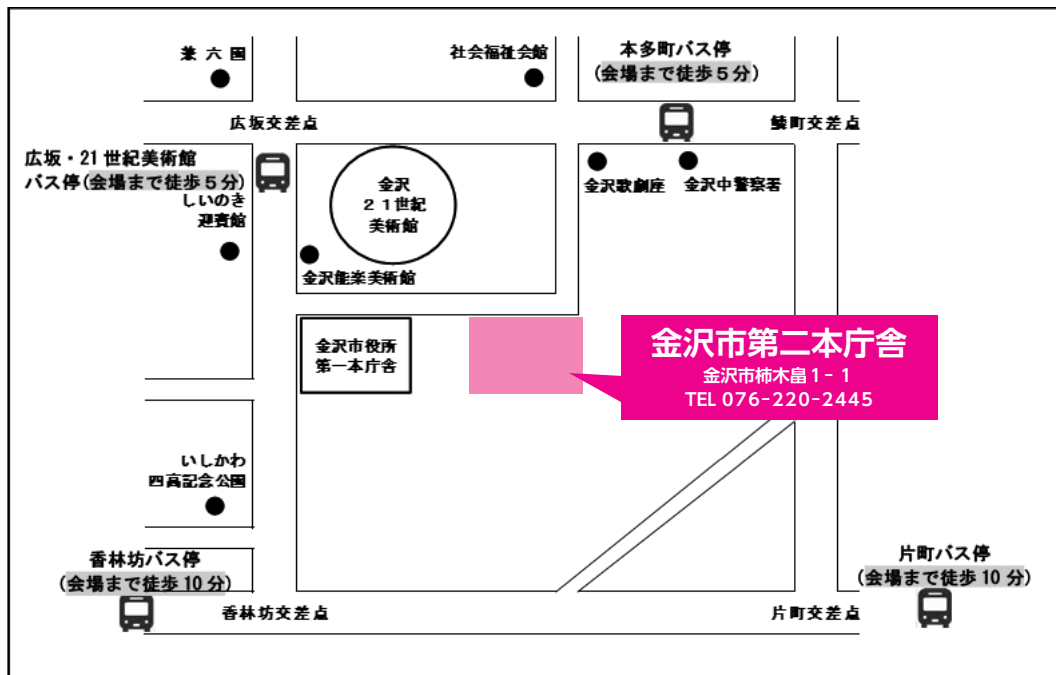 兼六園
社会福祉会館
本多町バス停
(会場まで徒歩5分)
広坂交差点
鱗町交差点
広坂・21世紀美術館
バス停(会場まで徒歩5分)
しいのき
迎賓館
金沢
21世紀
美術館
金沢歌劇座
金沢中警察署
金沢能楽美術館
金沢市役所
第一本庁舎
金沢市第二本庁舎
金沢市柿木畠1-1
TEL 076-220-2445
いしかわ
四高記念公園
香林坊バス停
(会場まで徒歩10分)
片町バス停
(会場まで徒歩10分)
香林坊交差点
片町交差点